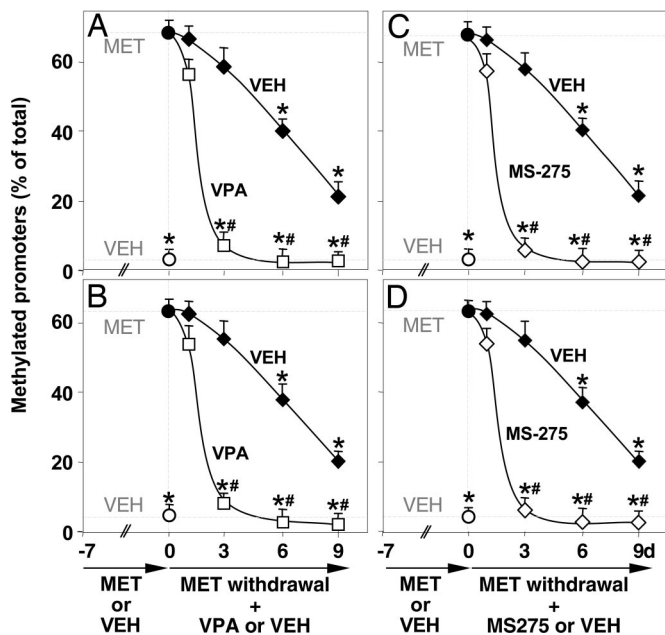 A
C
Methylated promoters (% of total)
60
40
20
0
MET
VEH
VEH
VPA
*
*
*
*#
*#
*#
MET
VEH
VEH
MS-275
*
*
*
*#
*#
*#
B
D
60
40
20
0
MET
VEH
VEH
VPA
*
*
*
*#
*#
*#
MET
VEH
VEH
MS-275
*
*
*
*#
*#
*#
-7 0 3 6 9 -7 0 3 6 9d
MET or VEH
MET withdrawal + VPA or VEH
MET or VEH
MET withdrawal + MS275 or VEH